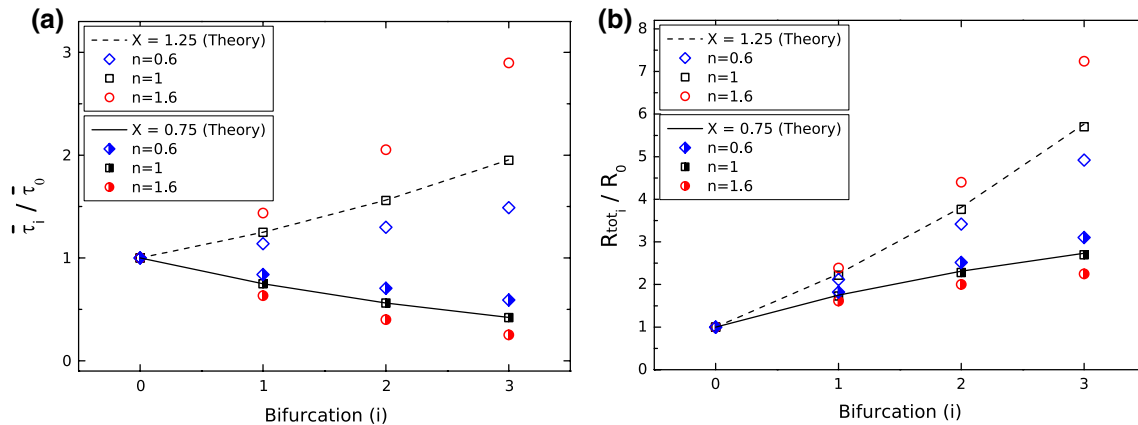 (a)
X = 1.25 (Theory)
n=0.6
n=1
n=1.6
X = 0.75 (Theory)
n=0.6
n=1
n=1.6
3
2
1
0
τ̄ᵢ / τ̄₀
0 1 2 3
Bifurcation (i)
(b)
X = 1.25 (Theory)
n=0.6
n=1
n=1.6
X = 0.75 (Theory)
n=0.6
n=1
n=1.6
8
7
6
5
4
3
2
1
0
R_tot_i / R_0
0 1 2 3
Bifurcation (i)